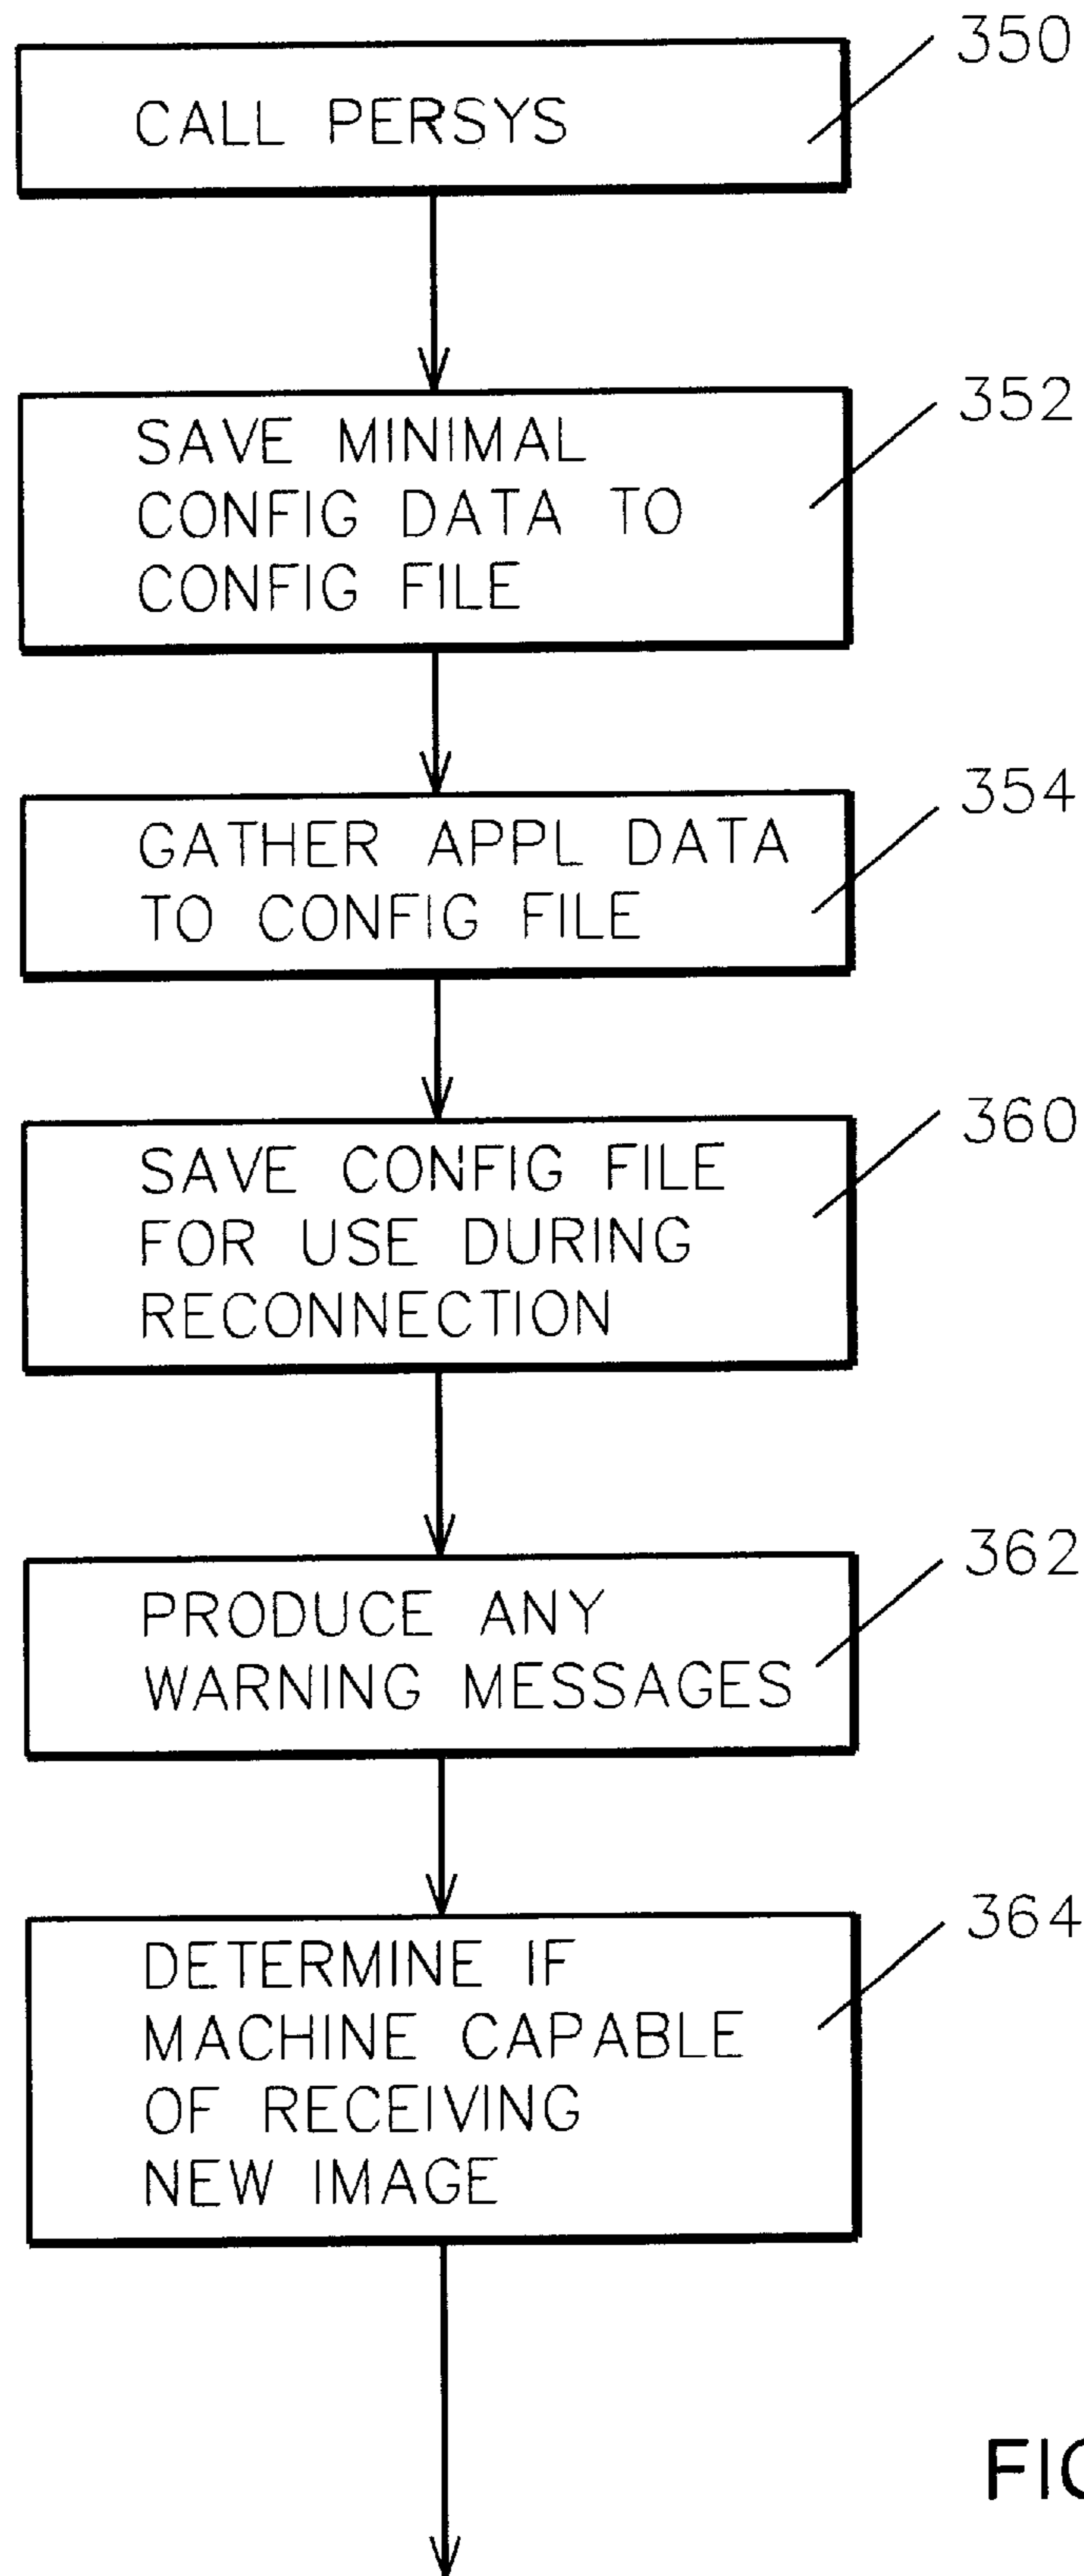 350
CALL PERSYS
352
SAVE MINIMAL
CONFIG DATA TO
CONFIG FILE
354
GATHER APPL DATA
TO CONFIG FILE
360
SAVE CONFIG FILE
FOR USE DURING
RECONNECTION
362
PRODUCE ANY
WARNING MESSAGES
364
DETERMINE IF
MACHINE CAPABLE
OF RECEIVING
NEW IMAGE